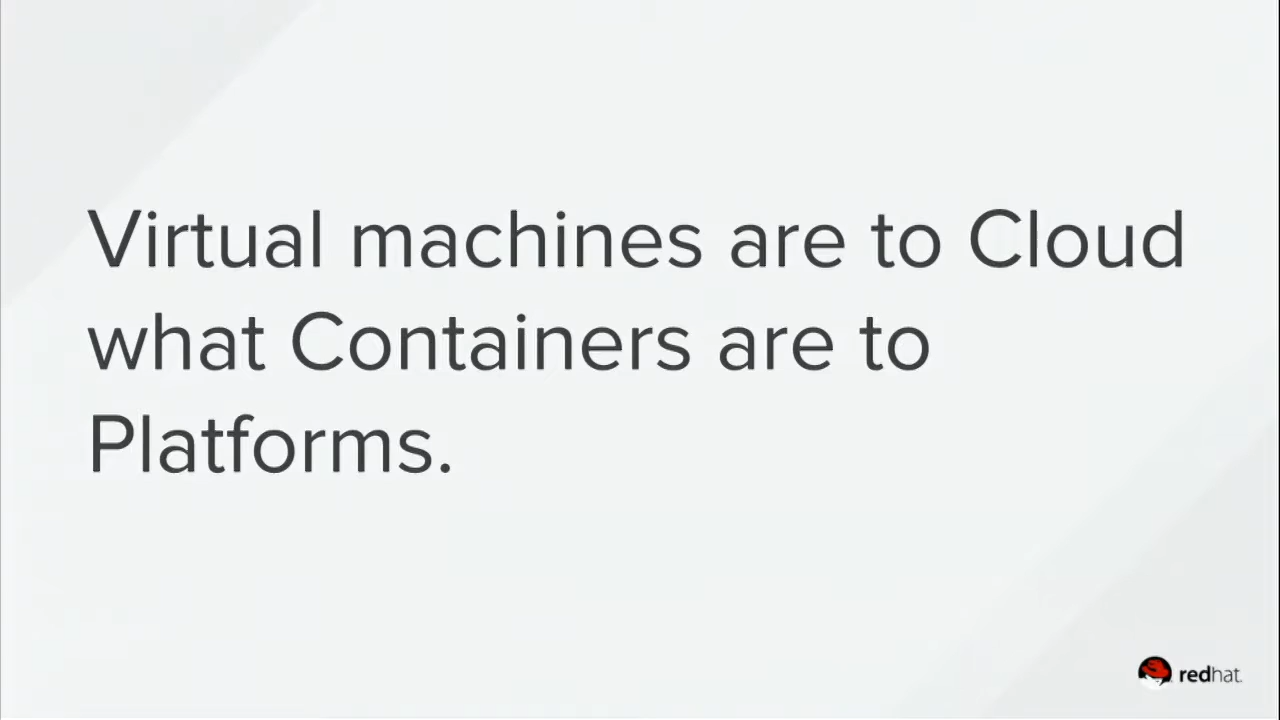 Virtual machines are to Cloud
what Containers are to
Platforms.
redhat.